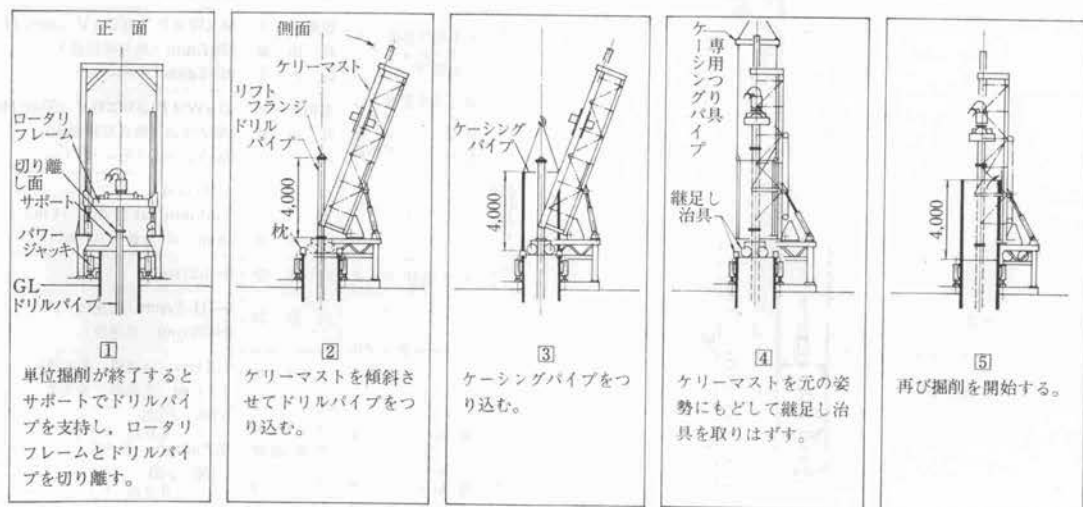 正　面
ロータリ
フレーム
切り離
し面
サポート
パワー
ジャッキ
GL
ドリルパイプ
1
単位掘削が終了すると
サポートでドリルパイ
プを支持し，ロータリ
フレームとドリルパイ
プを切り離す。
側面
ケリーマスト
リフト
フランジ
ドリル
パイプ
4,000
枕
2
ケリーマストを傾斜さ
せてドリルパイプをつ
り込む。
ケーシング
パイプ
4,000
3
ケーシングパイプをつ
り込む。
専用つり具
ケーシングパイプ
継足し
治具
4
ケリーマストを元の姿
勢にもどして継足し治
具を取りはずす。
4,000
5
再び掘削を開始する。